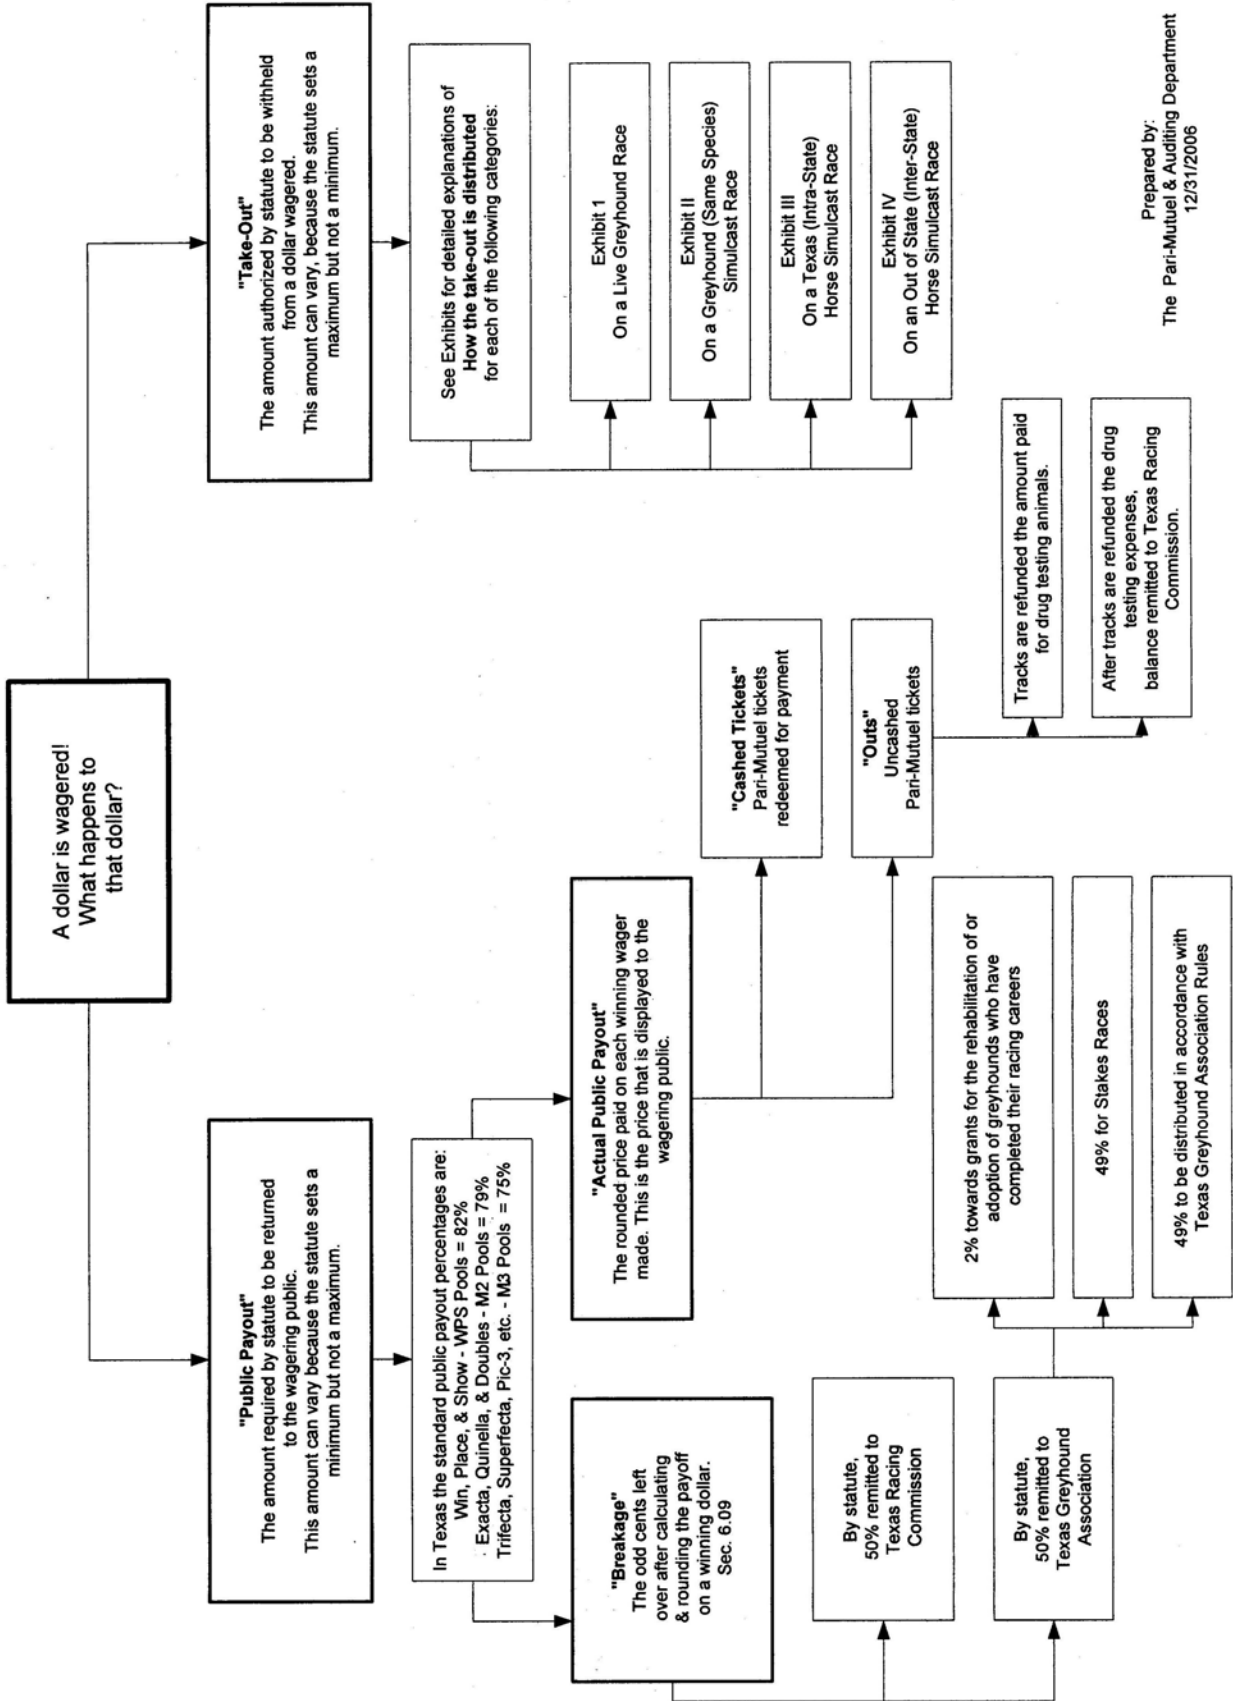 A dollar is wagered!
What happens to
that dollar?
"Public Payout"
The amount required by statute to be returned
to the wagering public.
This amount can vary because the statute sets a
minimum but not a maximum.
"Take-Out"
The amount authorized by statute to be withheld
from a dollar wagered.
This amount can vary, because the statute sets a
maximum but not a minimum.
In Texas the standard public payout percentages are:
Win, Place, & Show - WPS Pools = 82%
Exacta, Quinella, & Doubles - M2 Pools = 79%
Trifecta, Superfecta, Pic-3, etc. - M3 Pools = 75%
See Exhibits for detailed explanations of
How the take-out is distributed
for each of the following categories:
"Breakage"
The odd cents left
over after calculating
& rounding the payoff
on a winning dollar.
Sec. 6.09
"Actual Public Payout"
The rounded price paid on each winning wager
made. This is the price that is displayed to the
wagering public.
Exhibit 1
On a Live Greyhound Race
Exhibit II
On a Greyhound (Same Species)
Simulcast Race
Exhibit III
On a Texas (Intra-State)
Horse Simulcast Race
Exhibit IV
On an Out of State (Inter-State)
Horse Simulcast Race
"Cashed Tickets"
Pari-Mutuel tickets
redeemed for payment
"Outs"
Uncashed
Pari-Mutuel tickets
By statute,
50% remitted to
Texas Racing
Commission
By statute,
50% remitted to
Texas Greyhound
Association
2% towards grants for the rehabilitation of or
adoption of greyhounds who have
completed their racing careers
49% for Stakes Races
49% to be distributed in accordance with
Texas Greyhound Association Rules
Tracks are refunded the amount paid
for drug testing animals.
After tracks are refunded the drug
testing expenses,
balance remitted to Texas Racing
Commission.
Prepared by:
The Pari-Mutuel & Auditing Department
12/31/2006